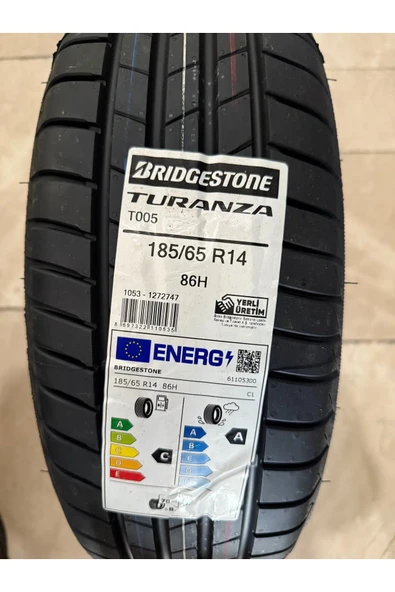 BRIDGESTONE
TURANZA
T005
185/65 R14
86H
1053 - 1272747
YERLİ
ÜRETİM
ENERG
BRIDGESTONE
61105300
185/65 R14 86H
C1
A
B
C
D
E
C
A
B
C
D
E
A